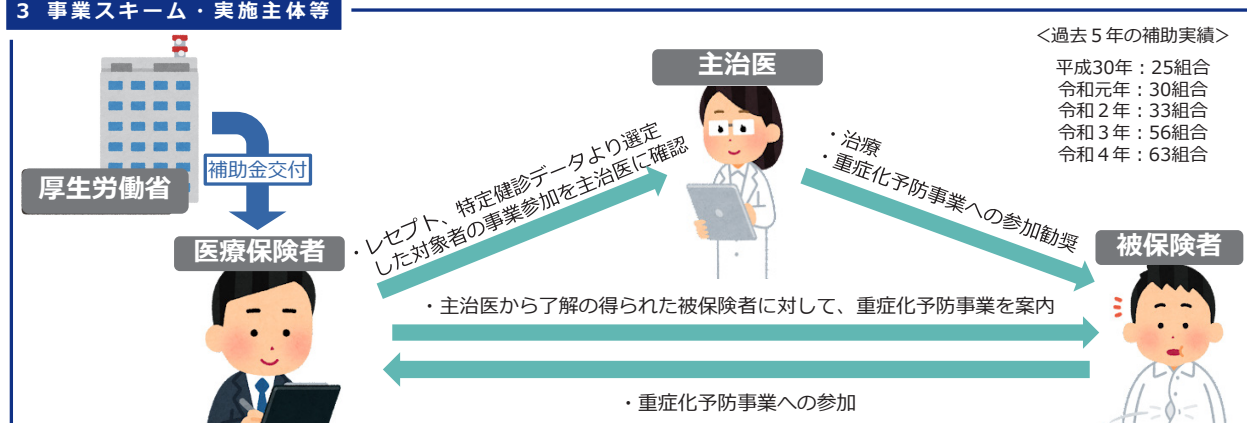 3 事業スキーム・実施主体等
＜過去５年の補助実績＞
平成30年：25組合
令和元年：30組合
令和２年：33組合
令和３年：56組合
令和４年：63組合
主治医
厚生労働省
補助金交付
医療保険者
・レセプト、特定健診データより選定
した対象者の事業参加を主治医に確認
・治療
・重症化予防事業への参加勧奨
被保険者
・主治医から了解の得られた被保険者に対して、重症化予防事業を案内
・重症化予防事業への参加